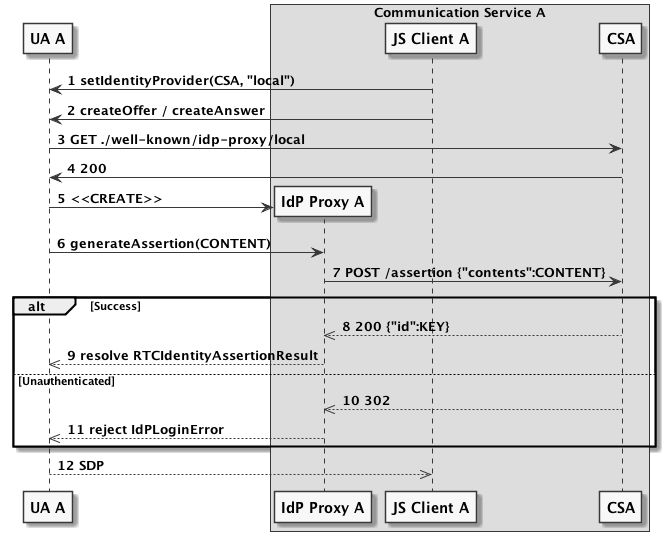 Communication Service A
UA A
JS Client A
CSA
1 setIdentityProvider(CSA, "local")
2 createOffer / createAnswer
3 GET ./well-known/idp-proxy/local
4 200
5 <<CREATE>>
IdP Proxy A
6 generateAssertion(CONTENT)
7 POST /assertion {"contents":CONTENT}
alt
[Success]
8 200 {"id":KEY}
9 resolve RTCIdentityAssertionResult
[Unauthenticated]
10 302
11 reject IdPLoginError
12 SDP
UA A
IdP Proxy A
JS Client A
CSA